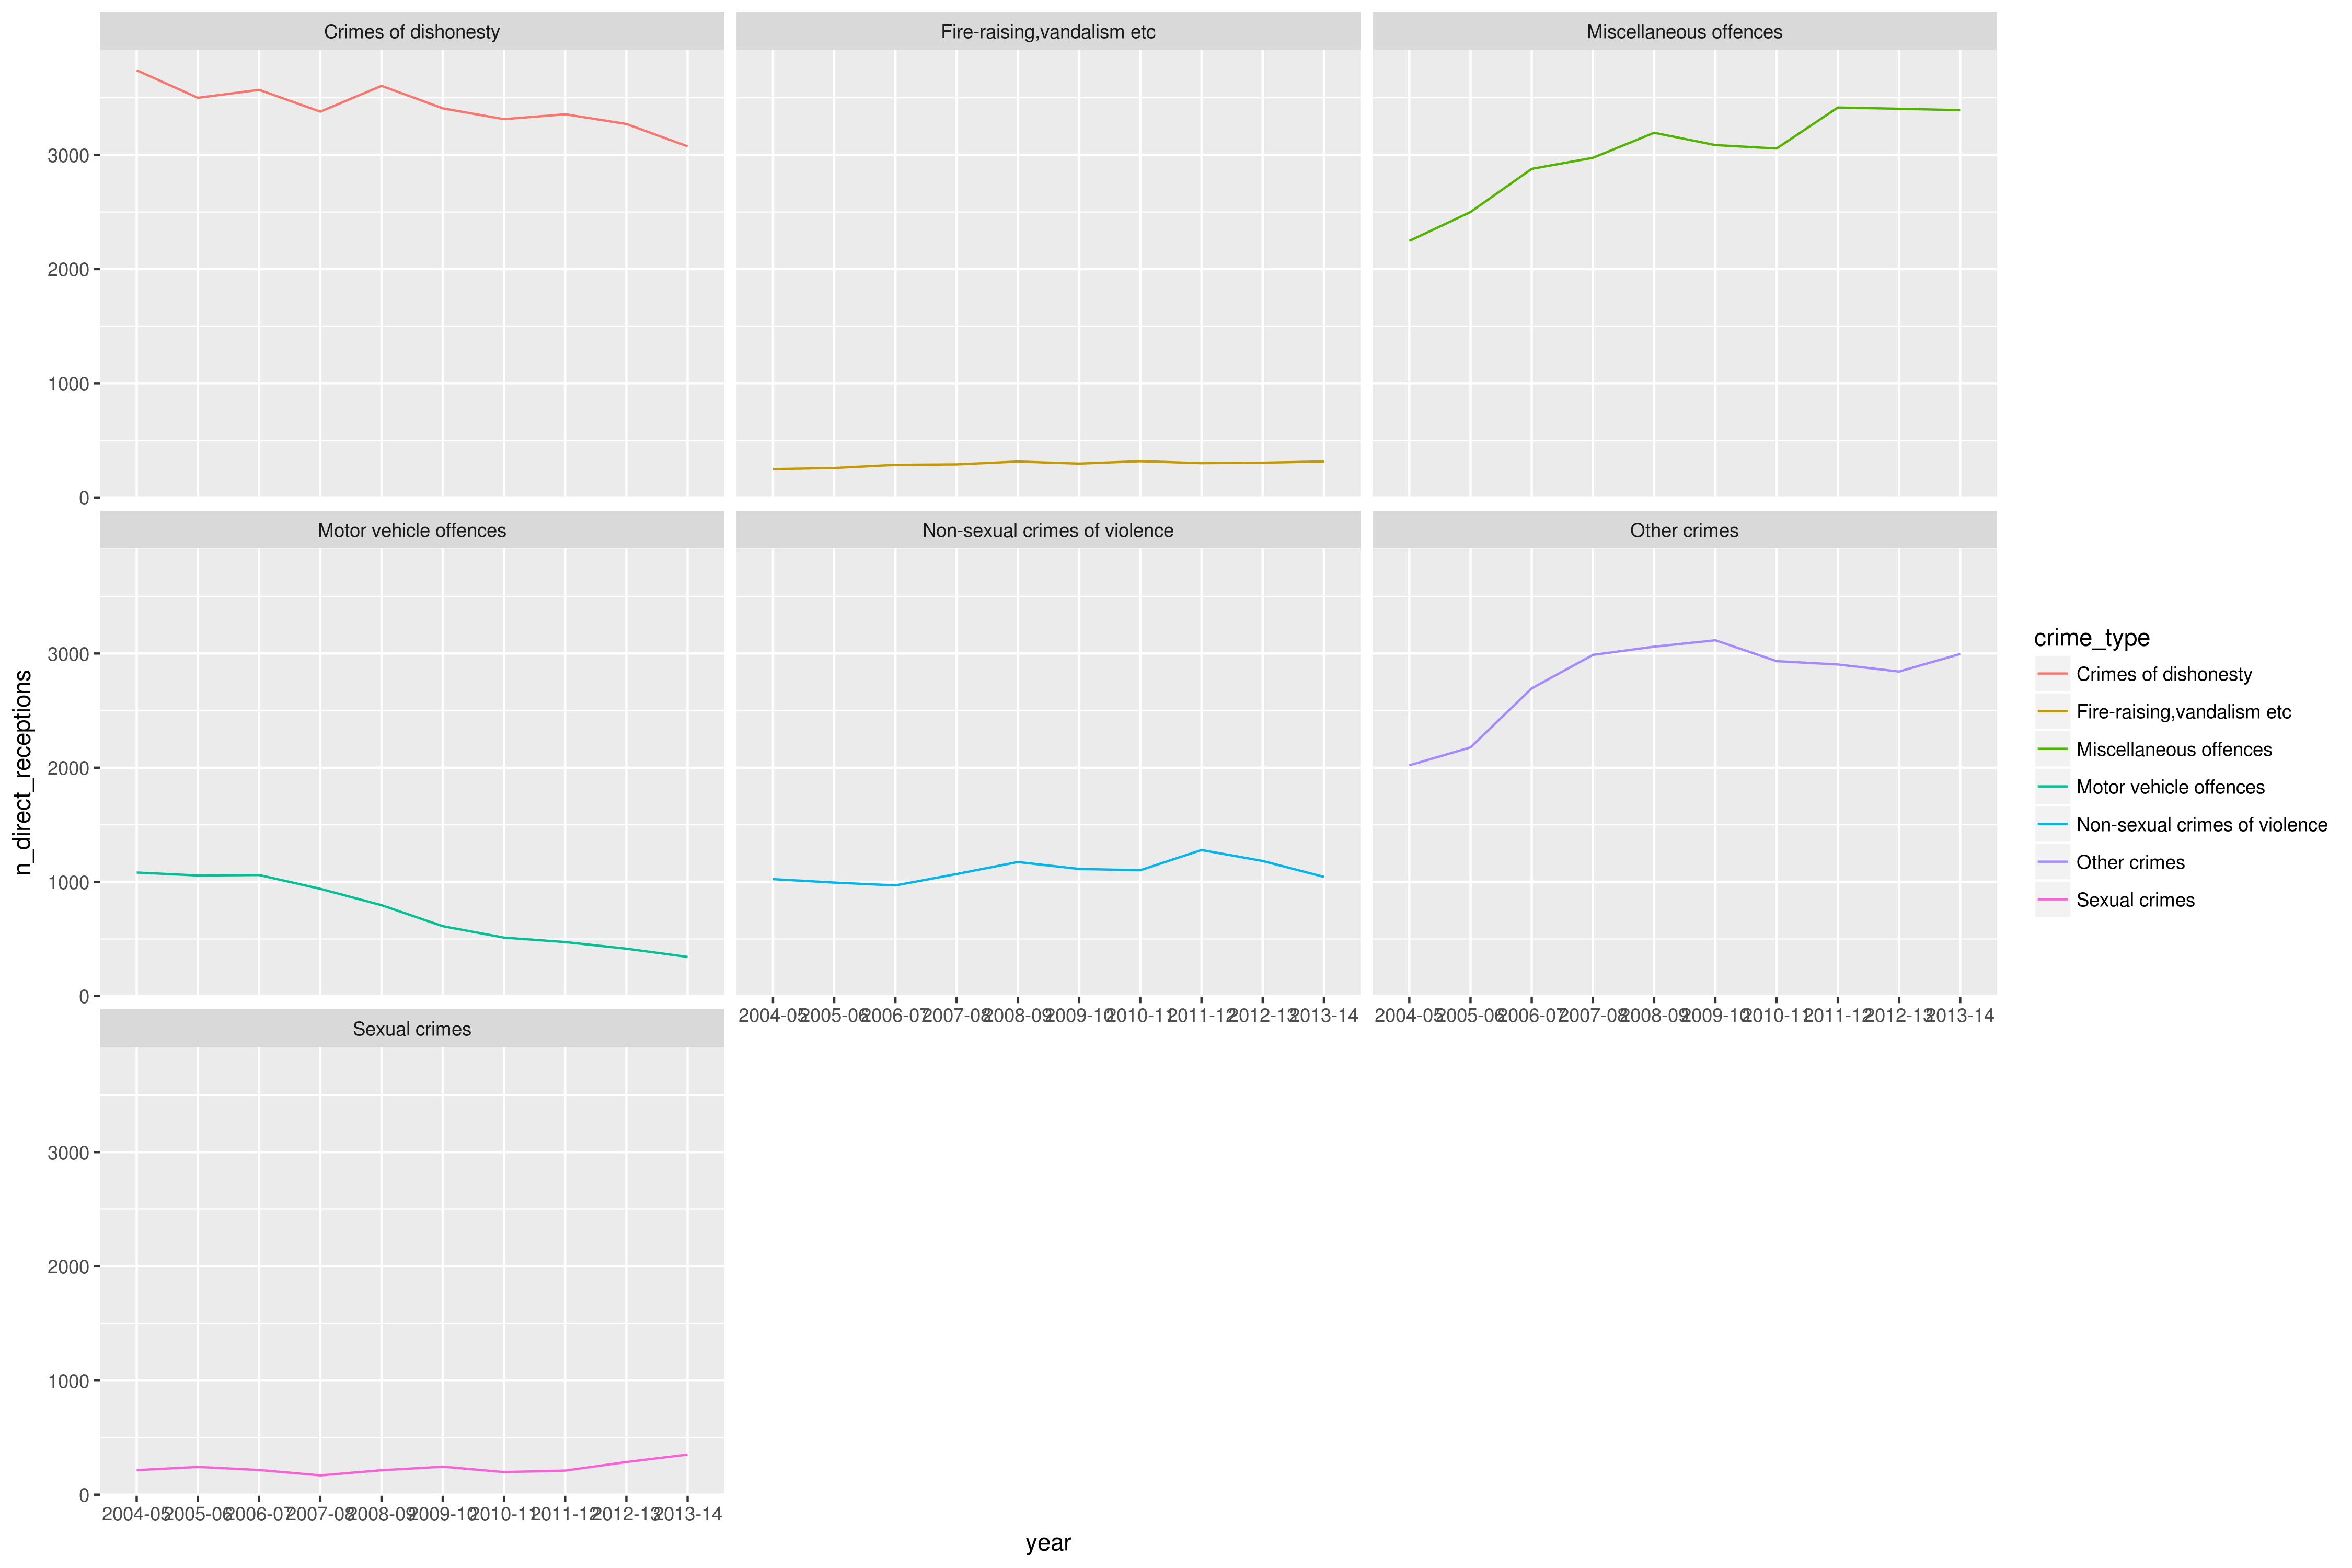 Crimes of dishonesty
Fire-raising,vandalism etc
Miscellaneous offences
3000
2000
1000
0
Motor vehicle offences
Non-sexual crimes of violence
Other crimes
3000
2000
1000
0
2004-05 2005-06 2006-07 2007-08 2008-09 2009-10 2010-11 2011-12 2012-13 2013-14
2004-05 2005-06 2006-07 2007-08 2008-09 2009-10 2010-11 2011-12 2012-13 2013-14
Sexual crimes
3000
2000
1000
0
2004-05 2005-06 2006-07 2007-08 2008-09 2009-10 2010-11 2011-12 2012-13 2013-14
n_direct_receptions
year
crime_type
Crimes of dishonesty
Fire-raising,vandalism etc
Miscellaneous offences
Motor vehicle offences
Non-sexual crimes of violence
Other crimes
Sexual crimes